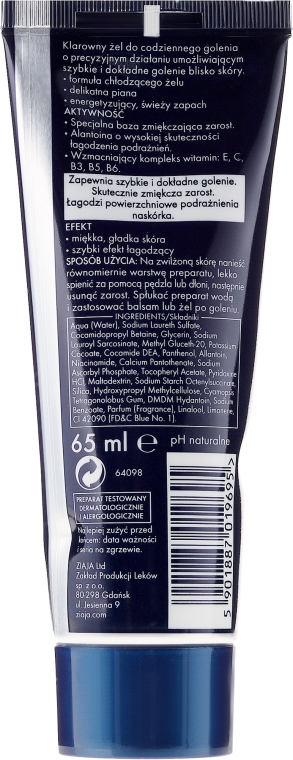 Klarowny żel do codziennego golenia
o precyzyjnym działaniu umożliwiającym
szybkie i dokładne golenie blisko skóry.
• formuła chłodzącego żelu
• delikatna piana
• energetyzujący, świeży zapach
AKTYWNOŚĆ
• Specjalna baza zmiękczająca zarost.
• Alantoina o wysokiej skuteczności
łagodzenia podrażnień.
• Wzmacniający kompleks witamin: E, C,
B3, B5, B6.
Zapewnia szybkie i dokładne golenie.
Skutecznie zmiękcza zarost.
Łagodzi powierzchniowe podrażnienia
naskórka.
EFEKT
• miękka, gładka skóra
• szybki efekt łagodzący
SPOSÓB UŻYCIA: Na zwilżoną skórę nanieść
równomiernie warstwę preparatu, lekko
spienić za pomocą pędzla lub dłoni, następnie
usunąć zarost. Spłukać preparat wodą
i zastosować balsam lub żel po goleniu
INGREDIENTS/Składniki
Aqua (Water), Sodium Laureth Sulfate,
Cocamidopropyl Betaine, Glycerin, Sodium
Lauroyl Sarcosinate, Methyl Gluceth-20, Potassium
Cocoate, Cocamide DEA, Panthenol, Allantoin,
Niacinamide, Calcium Pantothenate, Sodium
Ascorbyl Phosphate, Tocopheryl Acetate, Pyridoxine
HCl, Maltodextrin, Sodium Starch Octenylsuccinate,
Silica, Hydroxypropyl Methylcellulose, Cyamopsis
Tetragonolobus Gum, DMDM Hydantoin, Sodium
Benzoate, Parfum (Fragrance), Linalool, Limonene,
CI 42090 (FD&C Blue No. 1)
65 ml e pH naturalne
64098
PREPARAT TESTOWANY
DERMATOLOGICZNIE
I ALERGOLOGICZNIE
Najlepiej zużyć przed
końcem: data ważności
i seria na zgrzewie.
ZIAJA Ltd
Zakład Produkcji Leków
sp. z o.o.
80-298 Gdańsk
ul. Jesienna 9
ziaja.com
5 901887 019695 >